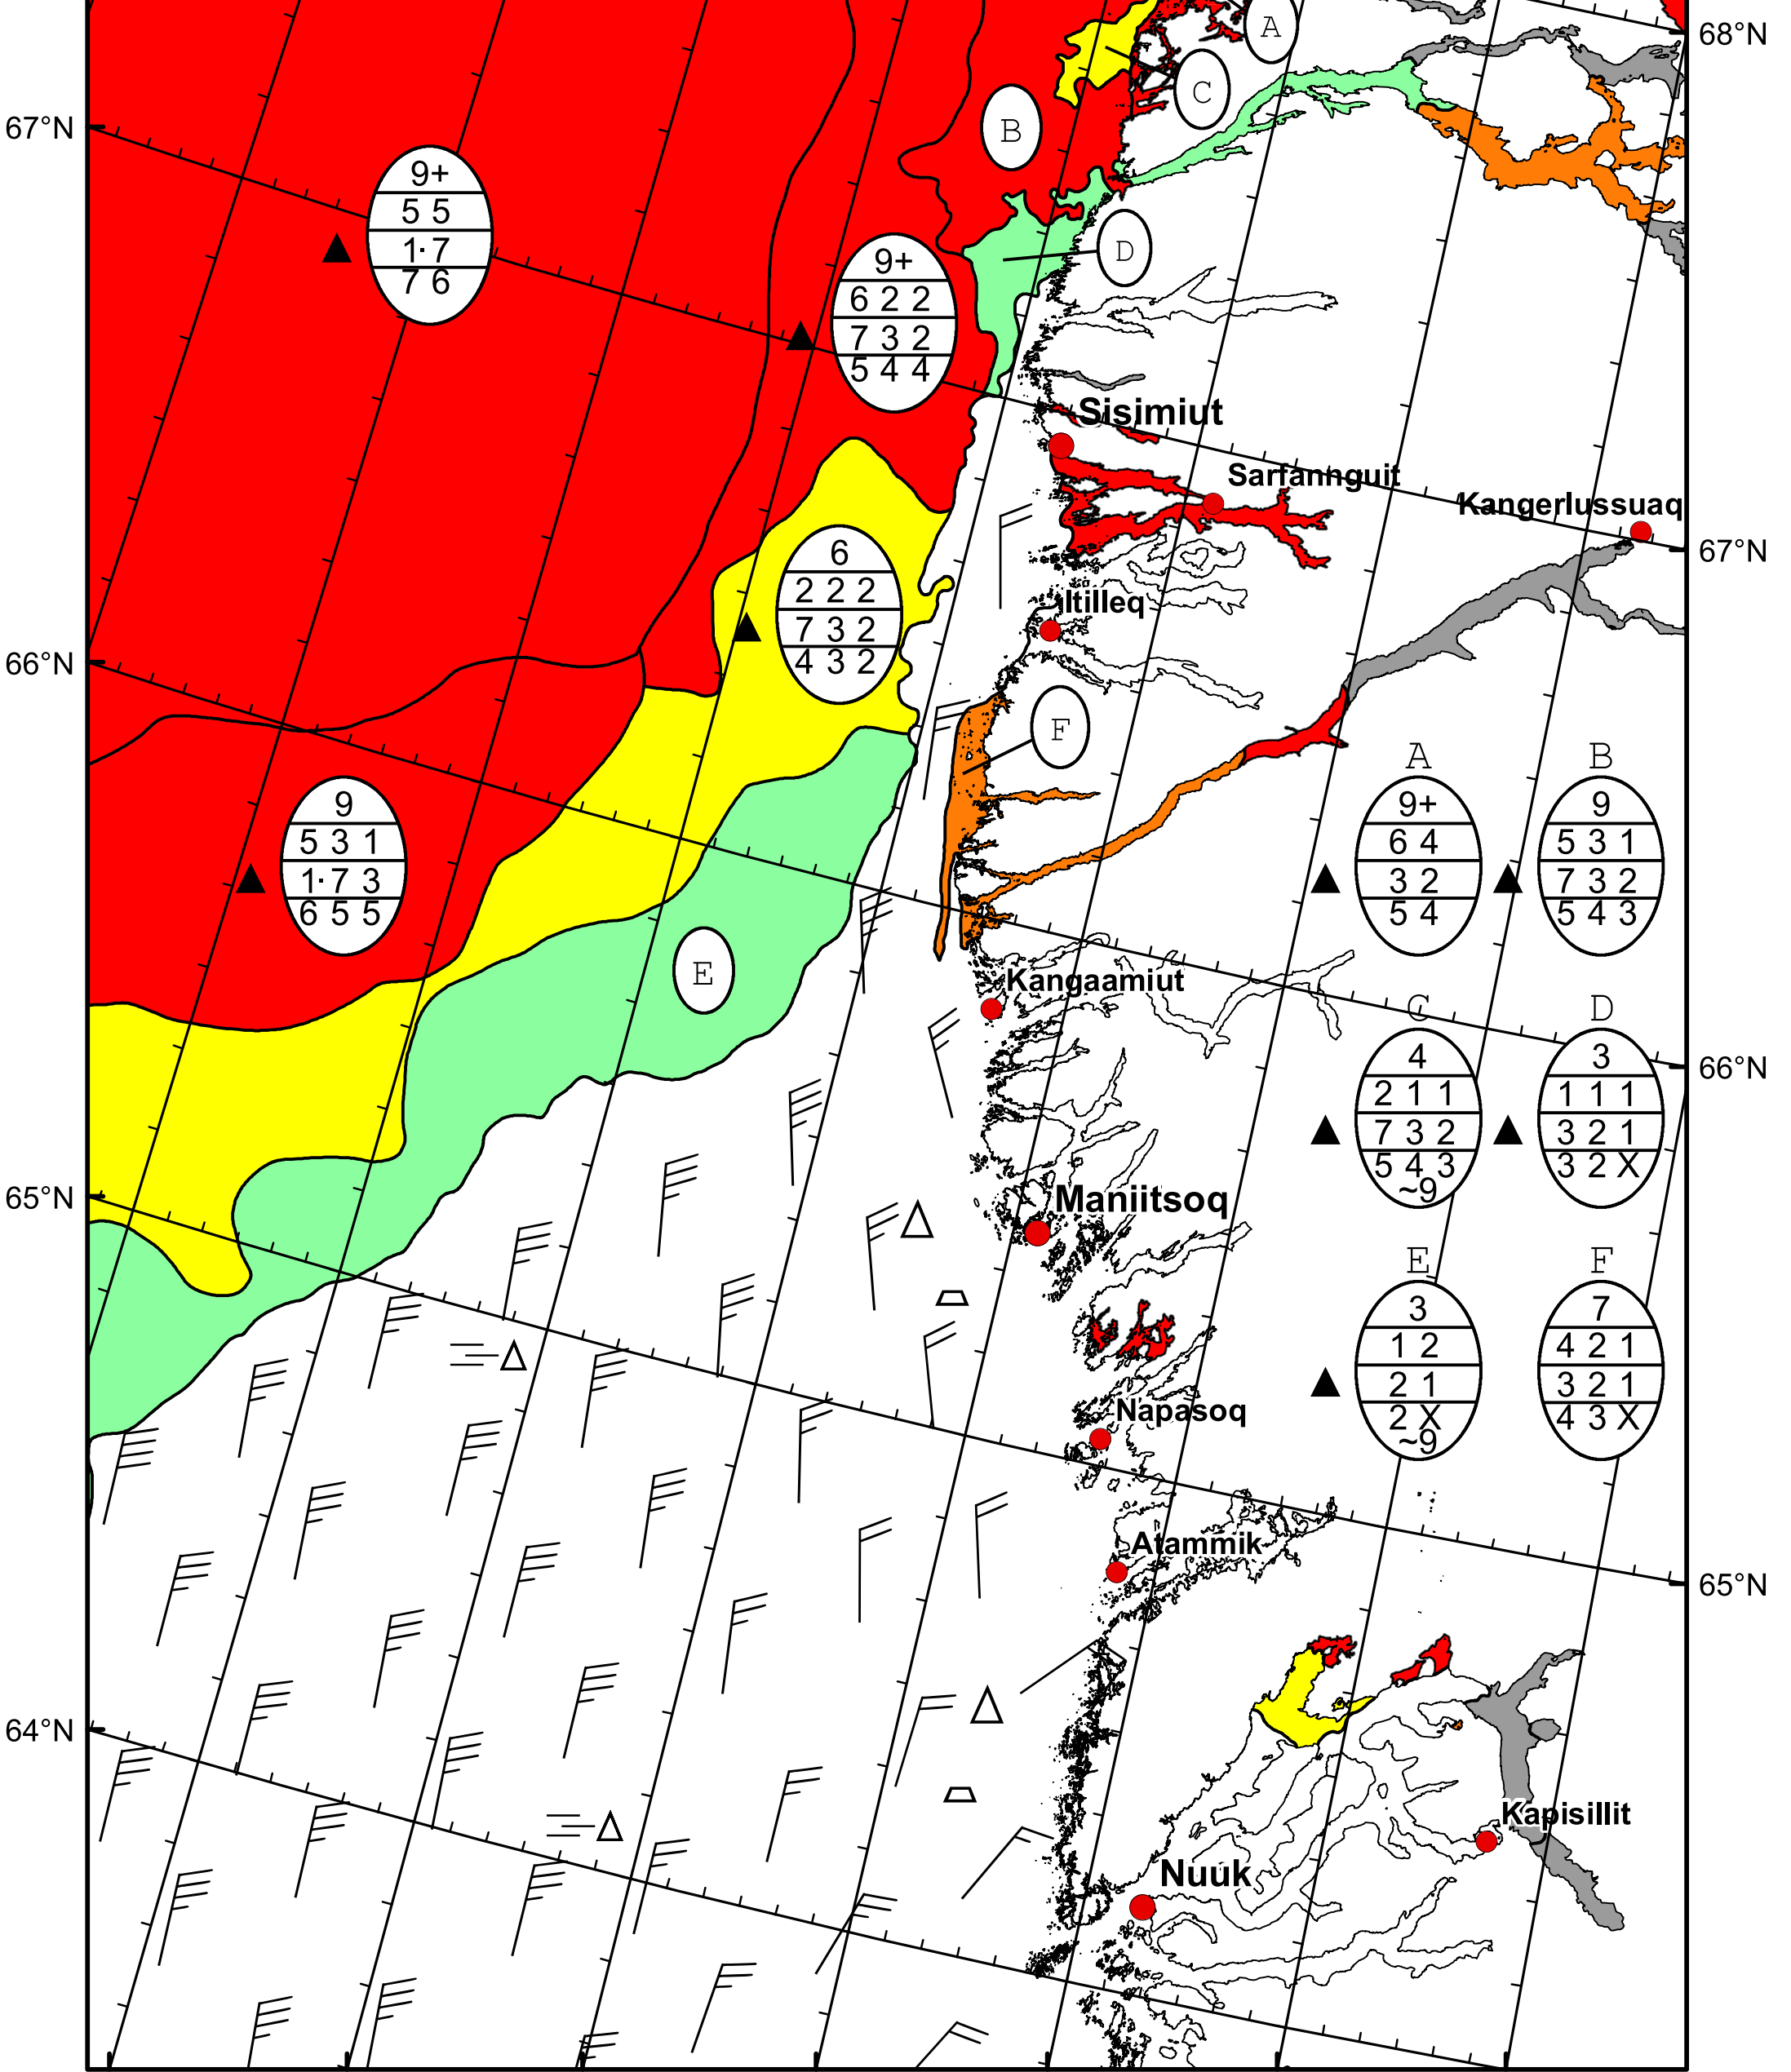 A
68°N
C
67°N
B
9+
5 5
1· 7
7 6
D
9+
6 2 2
7 3 2
5 4 4
Sisimiut
Sarfannguit
Kangerlussuaq
67°N
6
2 2 2
7 3 2
4 3 2
Itilleq
66°N
F
9
5 3 1
1· 7 3
6 5 5
A
9+
6 4
3 2
5 4
B
9
5 3 1
7 3 2
5 4 3
E
Kangaamiut
C
4
2 1 1
7 3 2
5 4 3
~9
D
3
1 1 1
3 2 1
3 2 X
66°N
65°N
Maniitsoq
E
3
1 2
2 1
2 X
~9
F
7
4 2 1
3 2 1
4 3 X
Napasoq
Atammik
65°N
64°N
Kapisillit
Nuuk